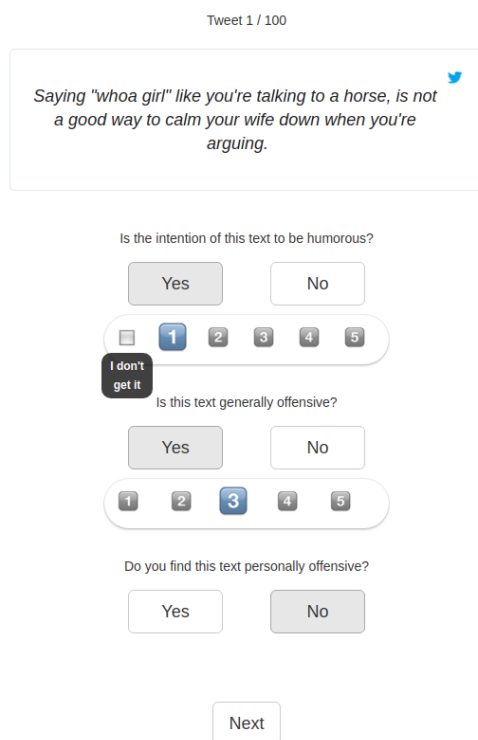 Tweet 1 / 100
Saying "whoa girl" like you're talking to a horse, is not
a good way to calm your wife down when you're
arguing.
Is the intention of this text to be humorous?
Yes No
1 2 3 4 5
I don't
get it
Is this text generally offensive?
Yes No
1 2 3 4 5
Do you find this text personally offensive?
Yes No
Next